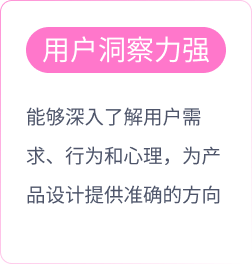 用户洞察力强
能够深入了解用户需
求、行为和心理，为产
品设计提供准确的方向